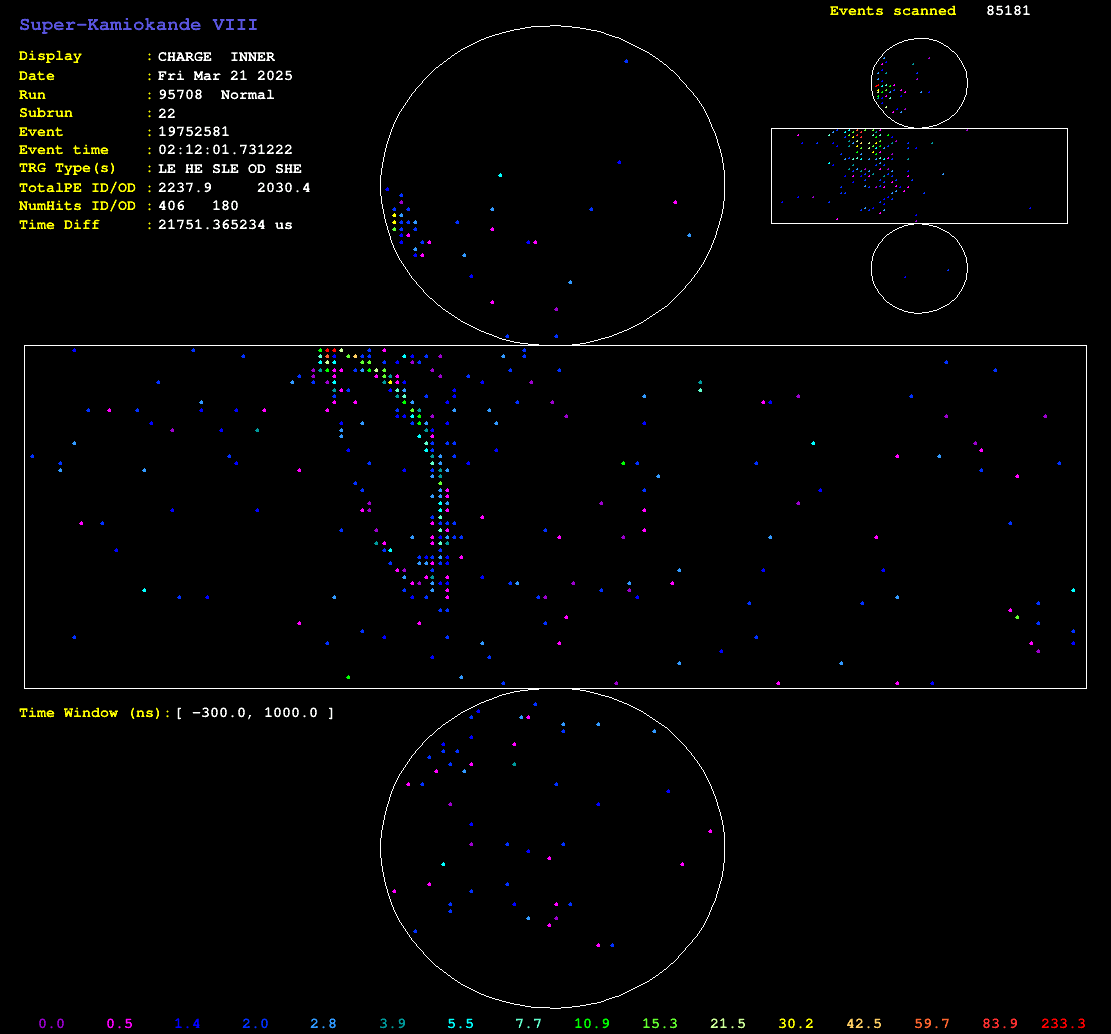 Super-Kamiokande VIII
Events scanned 85181
Display : CHARGE INNER
Date : Fri Mar 21 2025
Run : 95708 Normal
Subrun : 22
Event : 19752581
Event time : 02:12:01.731222
TRG Type(s) : LE HE SLE OD SHE
TotalPE ID/OD : 2237.9 2030.4
NumHits ID/OD : 406 180
Time Diff : 21751.365234 us
Time Window (ns): [ -300.0, 1000.0 ]
0.0 0.5 1.4 2.0 2.8 3.9 5.5 7.7 10.9 15.3 21.5 30.2 42.5 59.7 83.9 233.3